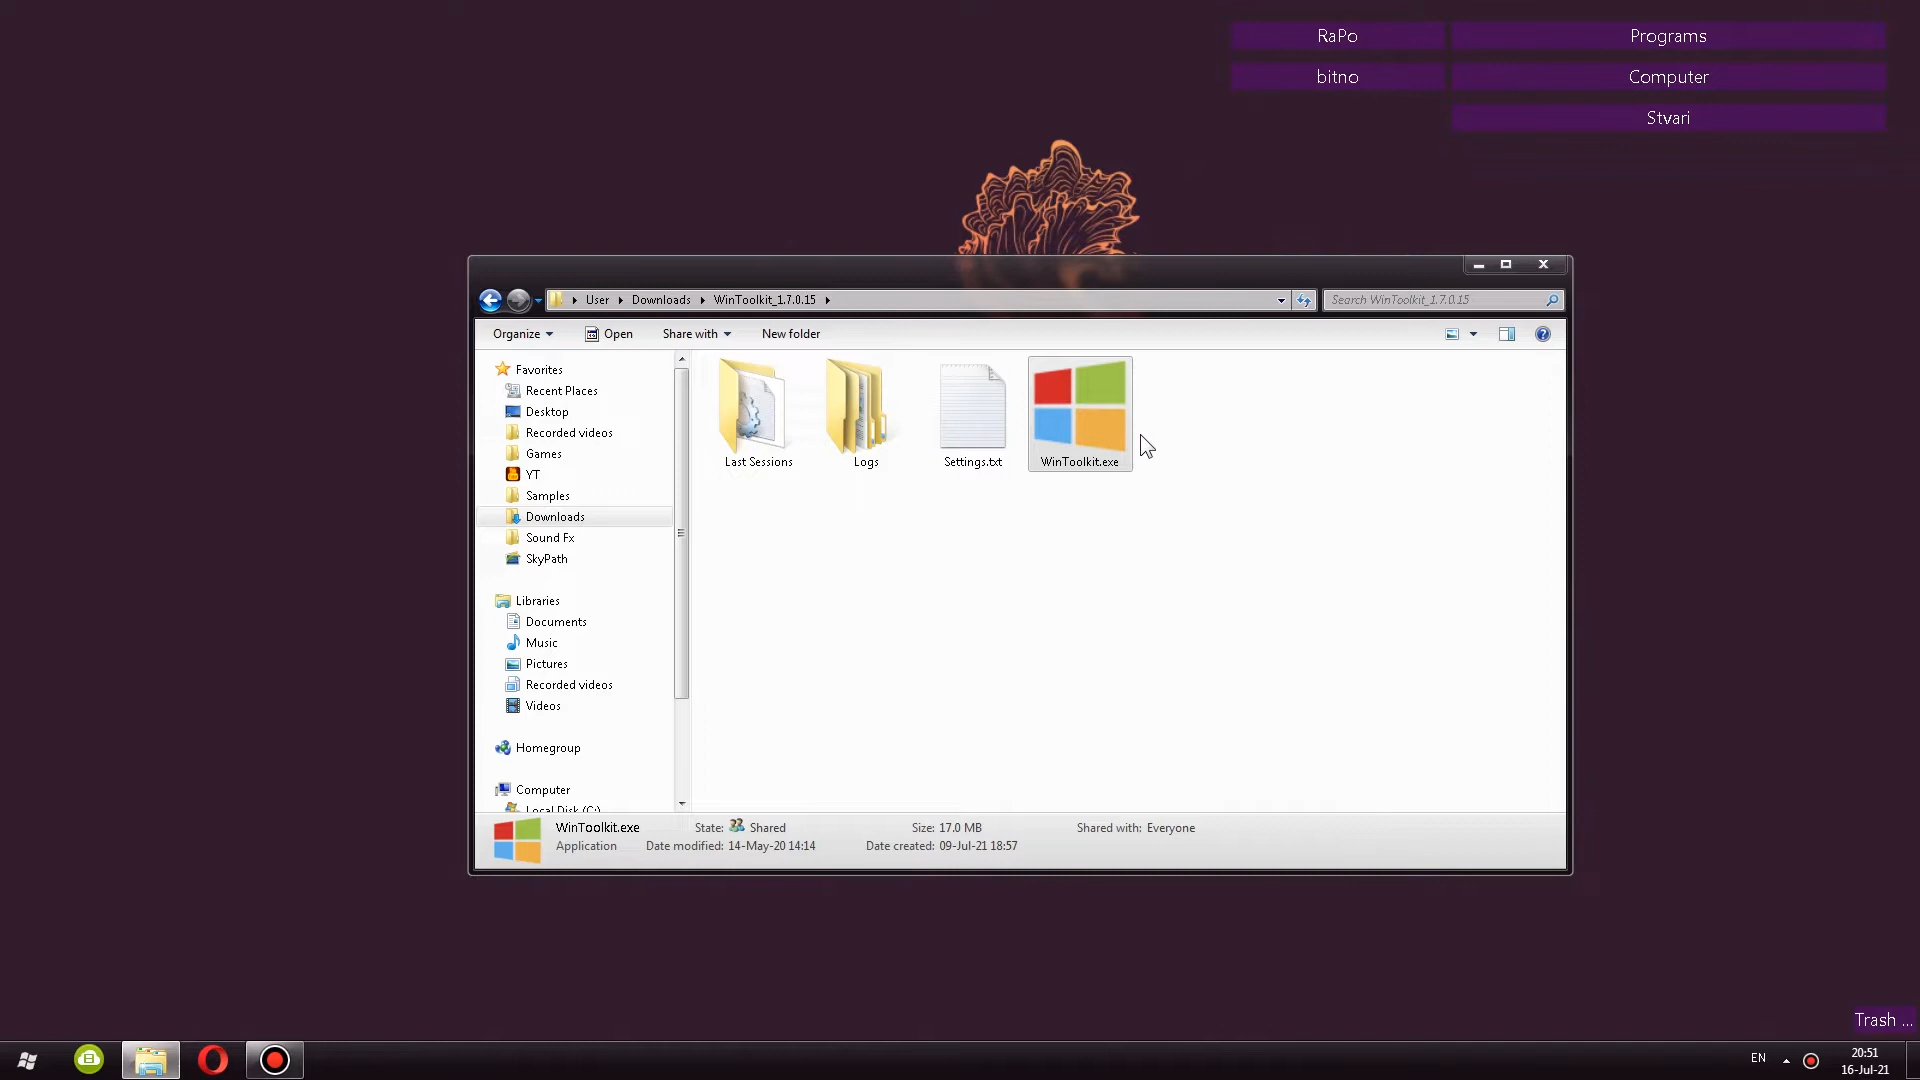 RaPo
Programs
bitno
Computer
Stvari
User
Downloads
WinToolkit_1.7.0.15
Search WinToolkit_1.7.0.15
Organize
Open
Share with
New folder
Favorites
Recent Places
Desktop
Recorded videos
Games
YT
Samples
Downloads
Sound Fx
SkyPath
Libraries
Documents
Music
Pictures
Recorded videos
Videos
Homegroup
Computer
Local Disk (C:)
Last Sessions
Logs
Settings.txt
WinToolkit.exe
WinToolkit.exe
State: Shared
Size: 17.0 MB
Shared with: Everyone
Application
Date modified: 14-May-20 14:14
Date created: 09-Jul-21 18:57
Trash ...
EN
20:51
16-Jul-21